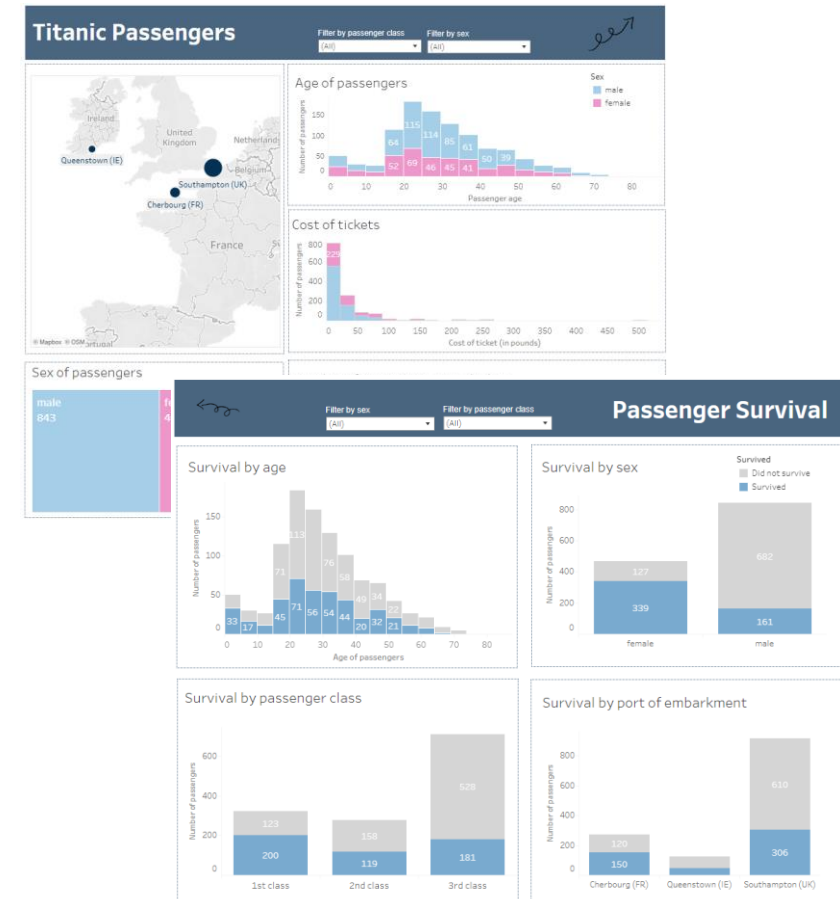 Titanic Passengers
Filter by passenger class
Filter by sex
(All)
(All)
Ireland
United
Kingdom
Netherland
Queenstown (IE)
Belgium
Southampton (UK)
Cherbourg (FR)
France
© Mapbox © OSM
Age of passengers
Sex
male
female
Number of passengers
150
100
50
0
64
115
114
85
61
50
39
52
69
46
45
41
0 10 20 30 40 50 60 70 80
Passenger age
Cost of tickets
Number of passengers
800
600
400
200
0
229
0 50 100 150 200 250 300 350 400 450 500
Cost of ticket (in pounds)
Sex of passengers
male
843
Filter by sex
Filter by passenger class
(All)
(All)
Passenger Survival
Survival by age
Number of passengers
150
100
50
0
113
71
76
58
49
34
22
33
17
45
71
56
54
44
20
32
21
0 10 20 30 40 50 60 70 80
Age of passengers
Survival by sex
Survived
Did not survive
Survived
Number of passengers
800
600
400
200
0
127
339
682
161
female male
Survival by passenger class
Number of passengers
600
400
200
0
123
200
158
119
528
181
1st class 2nd class 3rd class
Survival by port of embarkment
Number of passengers
800
600
400
200
0
120
150
610
306
Cherbourg (FR) Queenstown (IE) Southampton (UK)